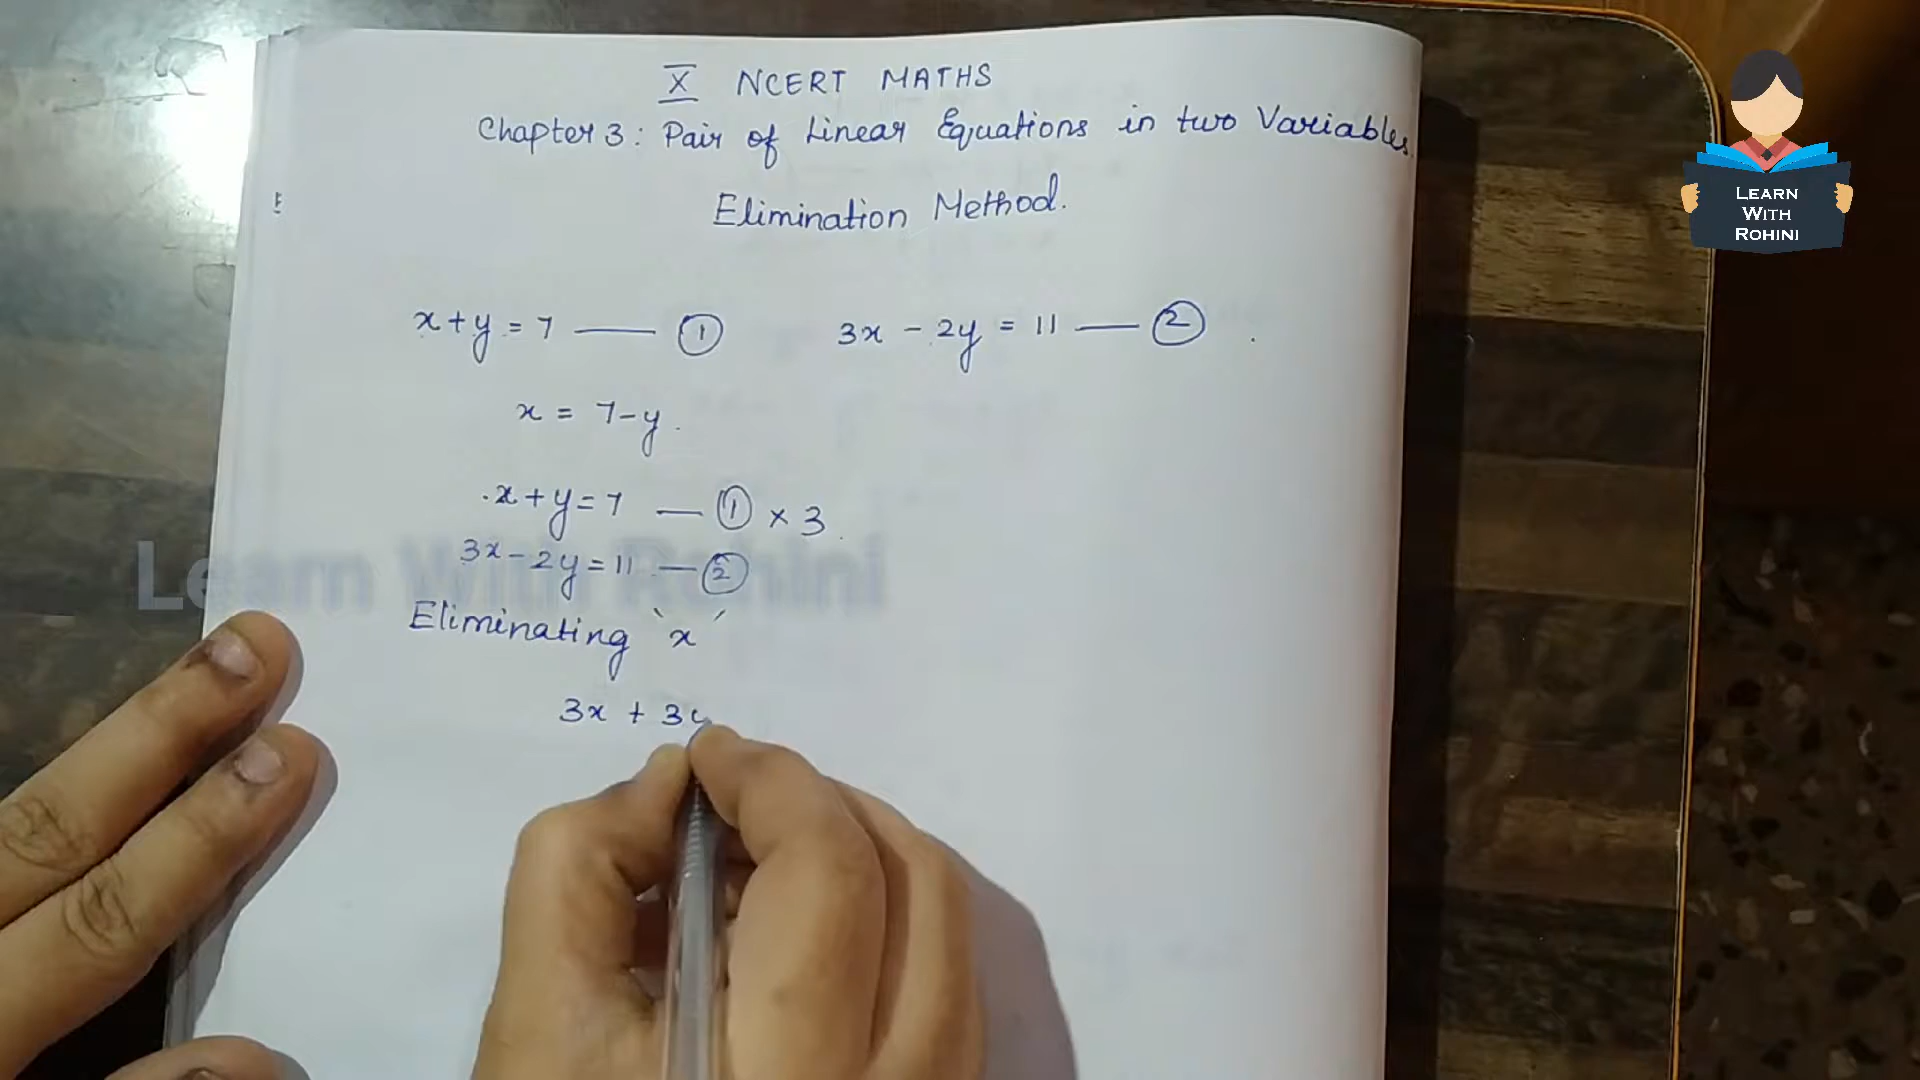 X NCERT MATHS
Chapter 3: Pair of Linear Equations in two Variables.
Elimination Method.
x + y = 7 —— ① 3x - 2y = 11 —— ②
x = 7 - y.
x + y = 7 — ① × 3
3x - 2y = 11 — ②
Eliminating 'x'
3x + 3y
LEARN
WITH
ROHINI
Learn With Rohini